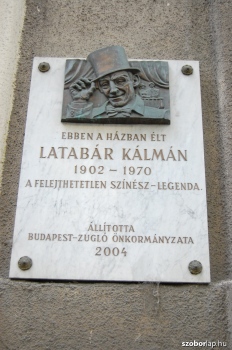 EBBEN A HÁZBAN ÉLT
LATABÁR KÁLMÁN
1902 - 1970
A FELEJTHETETLEN SZÍNÉSZ-LEGENDA.
ÁLLÍTOTTA
BUDAPEST-ZUGLÓ ÖNKORMÁNYZATA
2004
szoborlap.hu